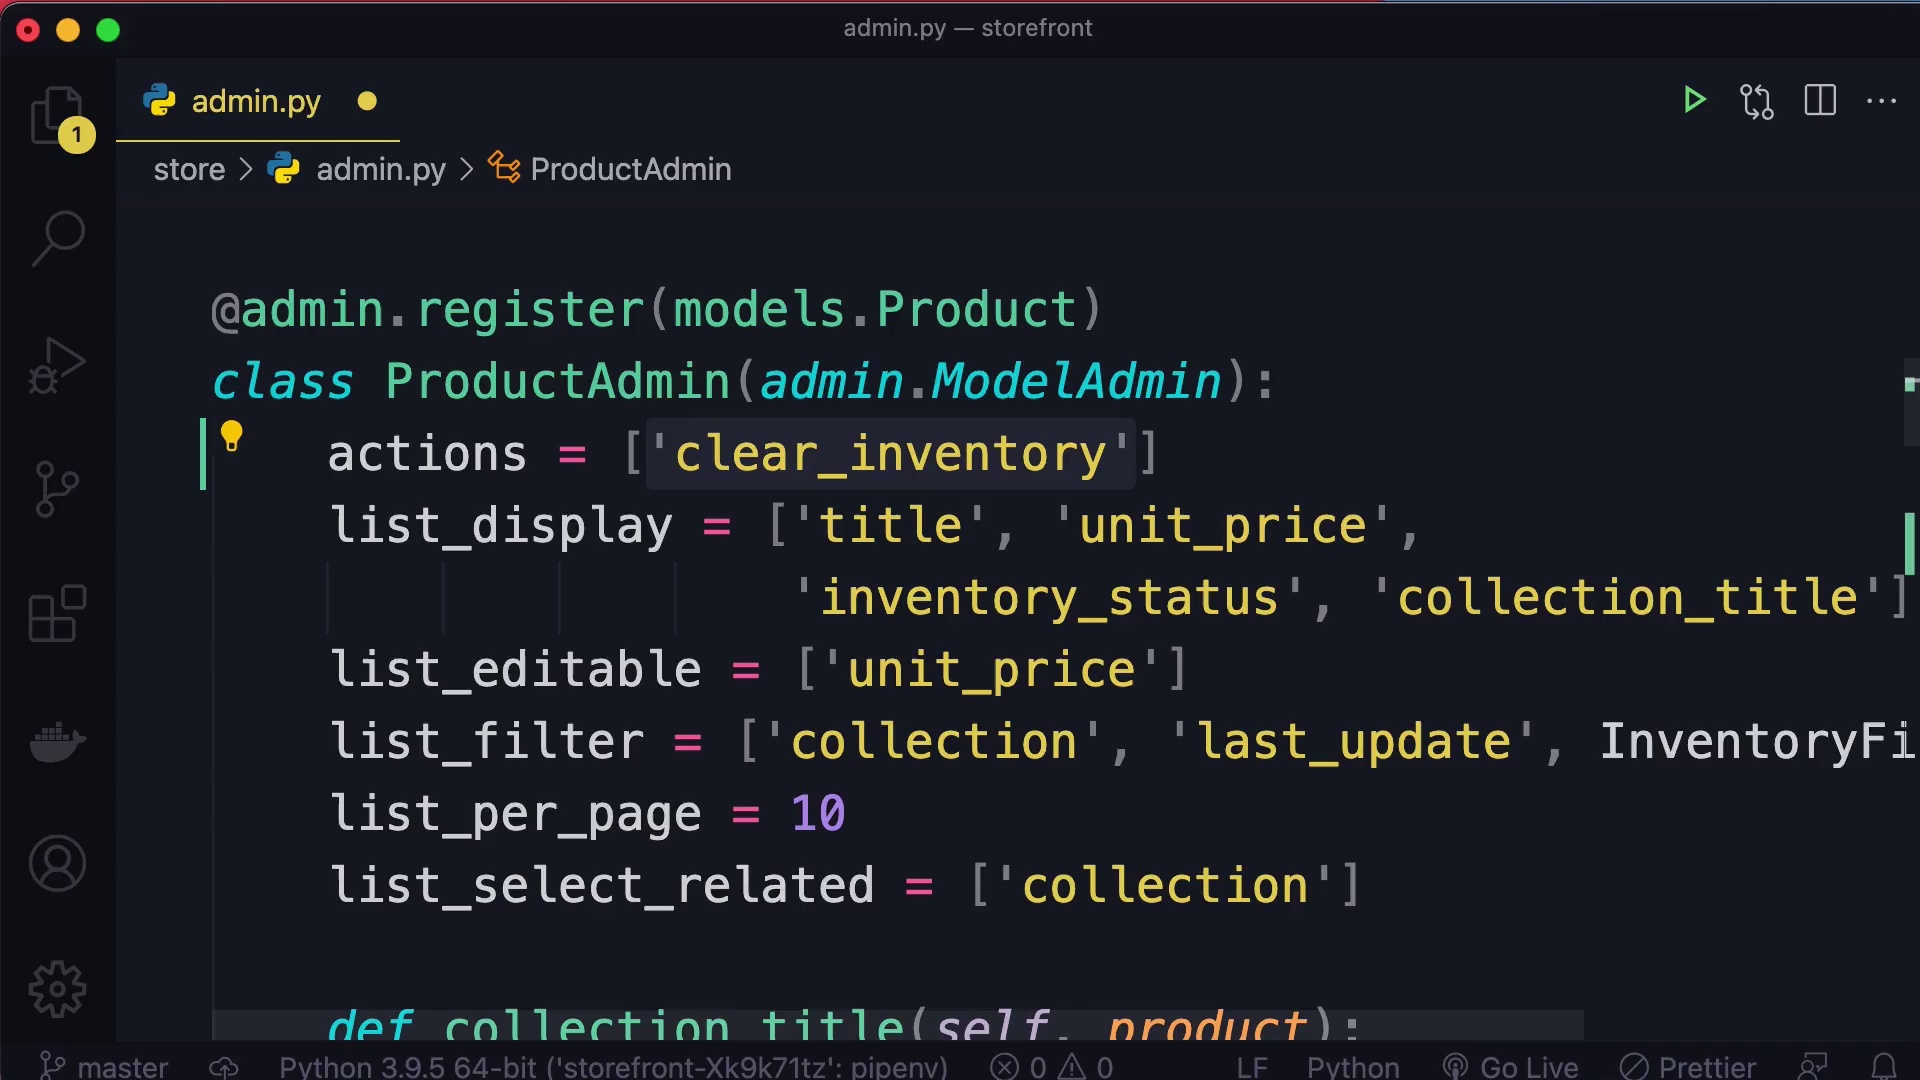 admin.py — storefront
admin.py
1
store > admin.py > ProductAdmin
@admin.register(models.Product)
class ProductAdmin(admin.ModelAdmin):
actions = ['clear_inventory']
list_display = ['title', 'unit_price',
'inventory_status', 'collection_title']
list_editable = ['unit_price']
list_filter = ['collection', 'last_update', InventoryFi
list_per_page = 10
list_select_related = ['collection']
def collection_title(self, product):
master Python 3.9.5 64-bit ('storefront-Xk9k71tz': pipenv) 0 0 LF Python Go Live Prettier